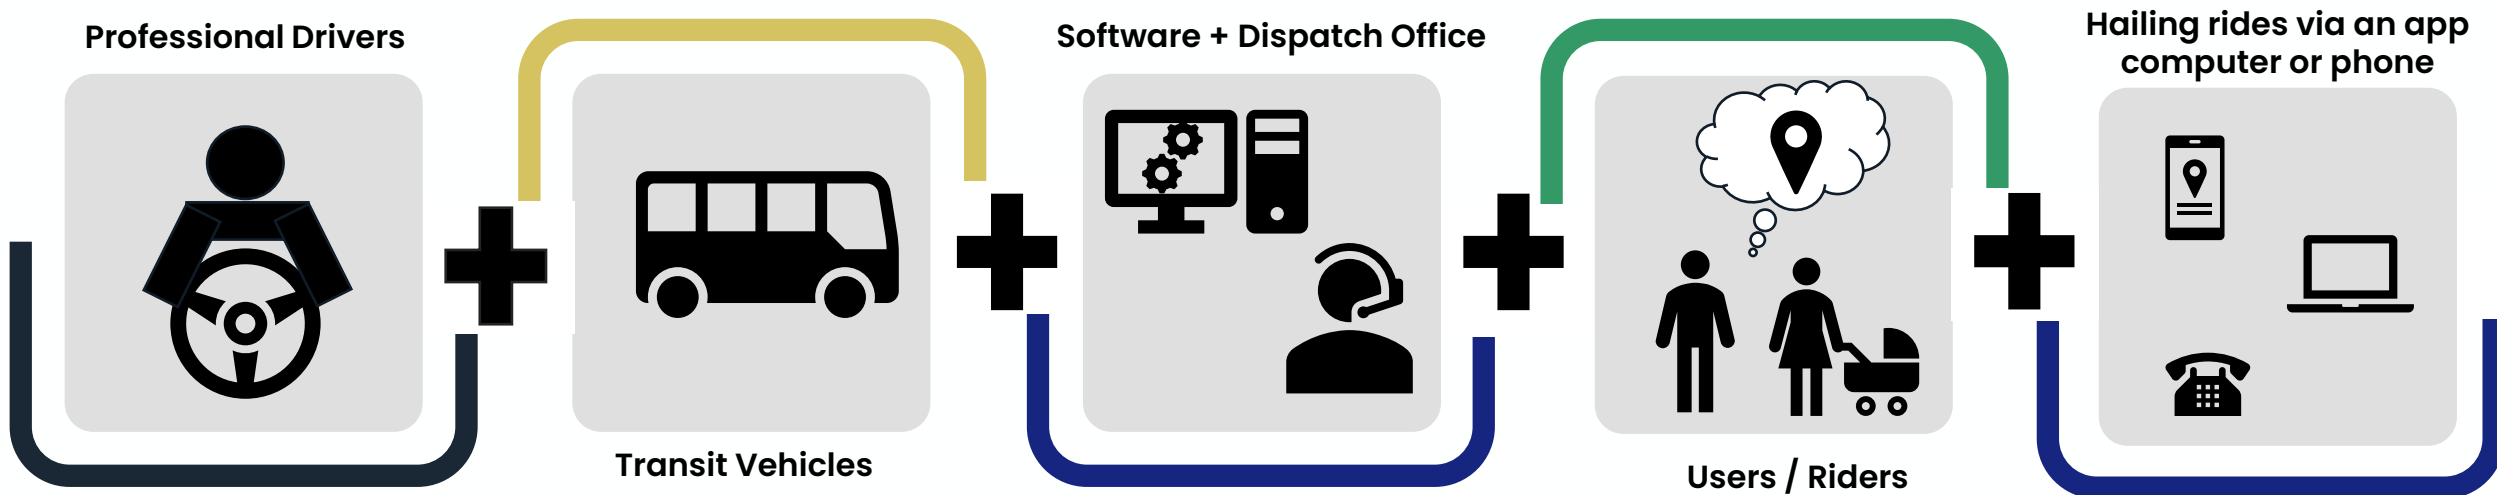 Professional Drivers
Transit Vehicles
Software + Dispatch Office
Users / Riders
Hailing rides via an app
computer or phone